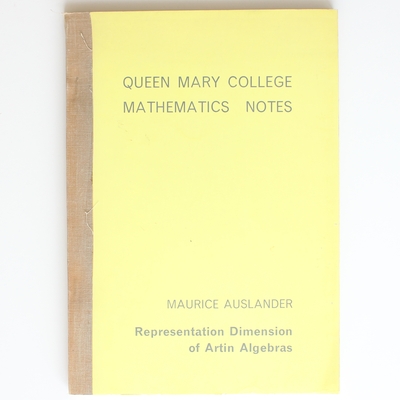 QUEEN MARY COLLEGE
MATHEMATICS NOTES
MAURICE AUSLANDER
Representation Dimension
of Artin Algebras